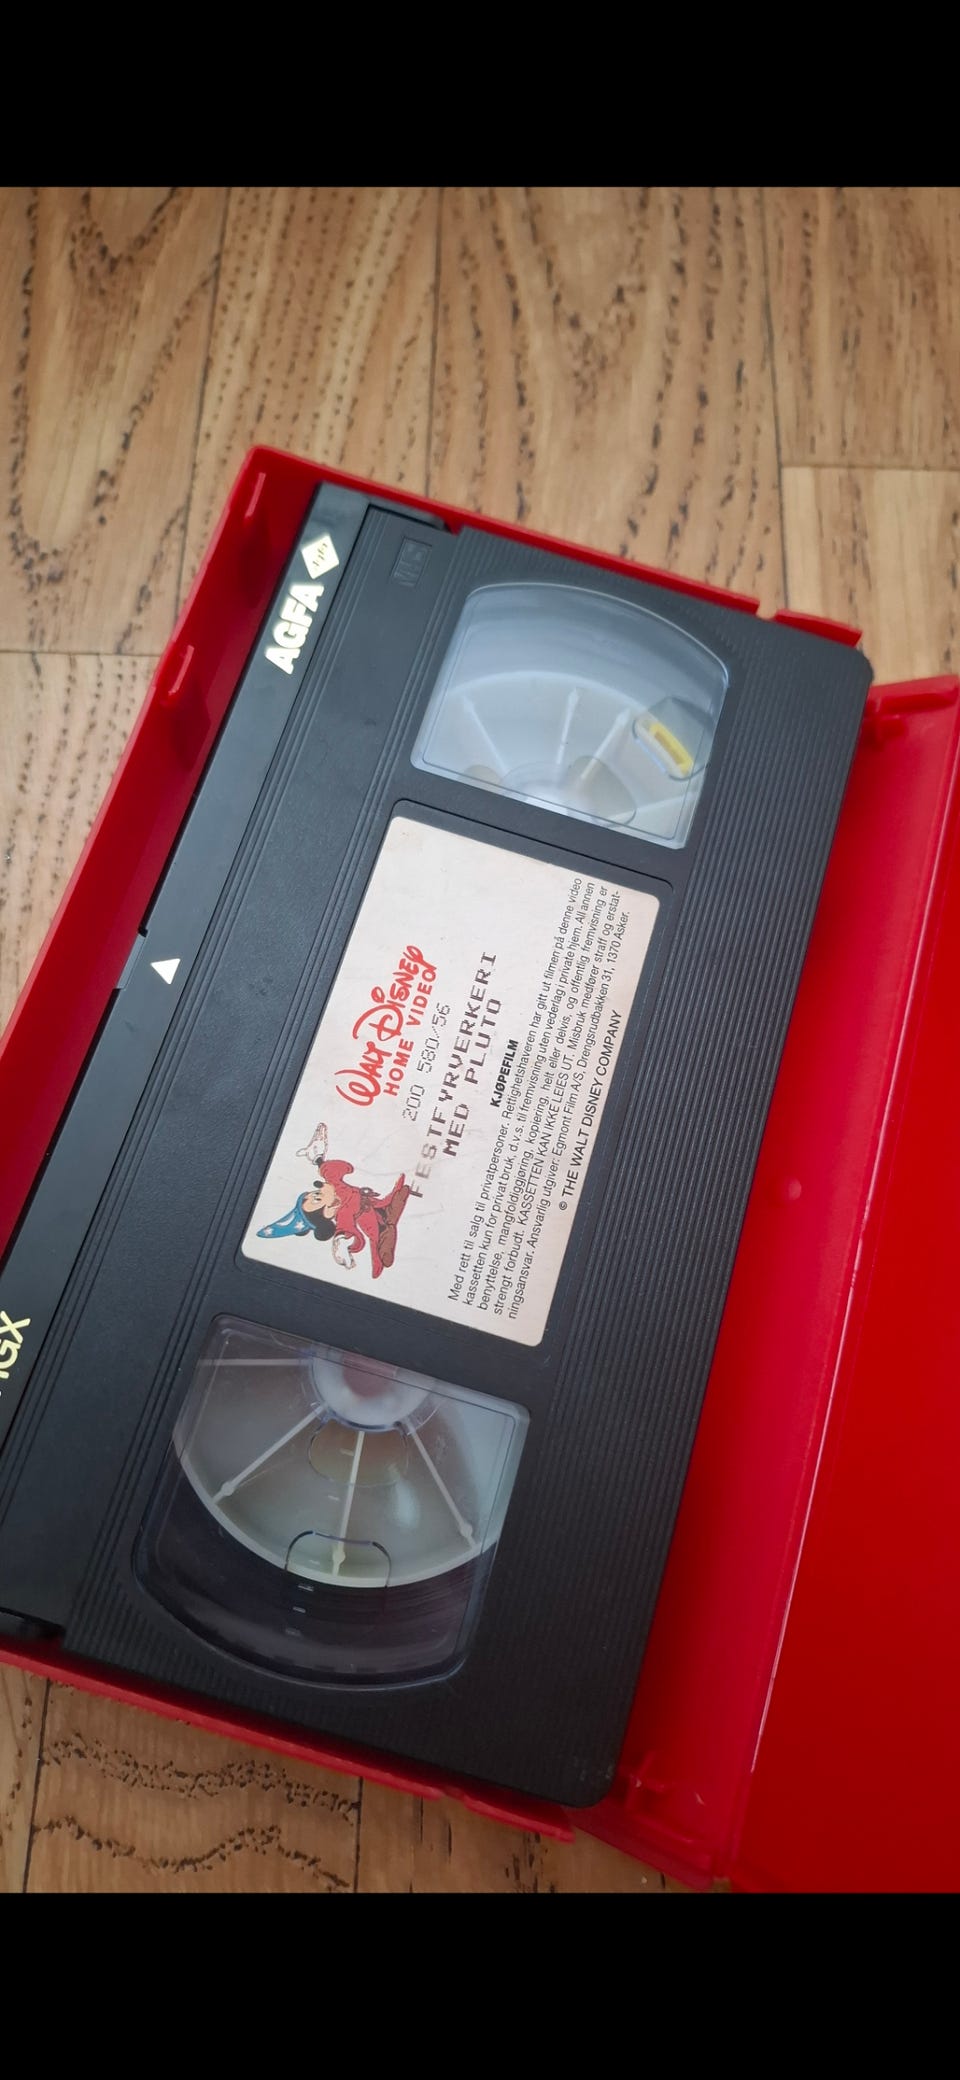 AGFA
VHS
WALT DISNEY
HOME VIDEO
200 580/56
FESTFYRVERKERI
MED PLUTO
KJØPEFILM
Med rett til salg til privatpersoner. Rettighetshaveren har gitt ut filmen på denne video
kassetten kun for privat bruk, d.v.s. til fremvisning uten vederlag i private hjem. All annen
benyttelse, mangfoldiggjøring, kopiering, helt eller delvis, og offentlig fremvisning er
strengt forbudt. KASSETTEN KAN IKKE LEIES UT. Misbruk medfører straff og erstat-
ningsansvar. Ansvarlig utgiver: Egmont Film A/S, Drengsrudbakken 31, 1370 Asker.
© THE WALT DISNEY COMPANY